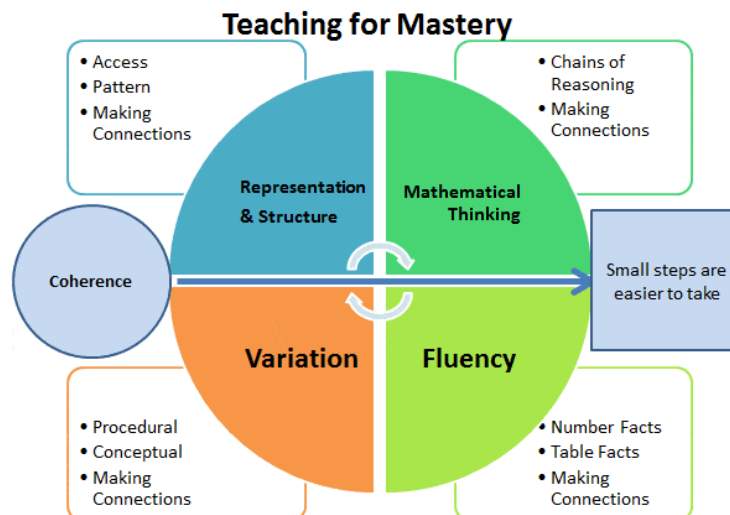 Teaching for Mastery
• Access
• Pattern
• Making
Connections
• Chains of
Reasoning
• Making
Connections
Representation
& Structure
Mathematical
Thinking
Coherence
Small steps are
easier to take
Variation
Fluency
• Procedural
• Conceptual
• Making
Connections
• Number Facts
• Table Facts
• Making
Connections